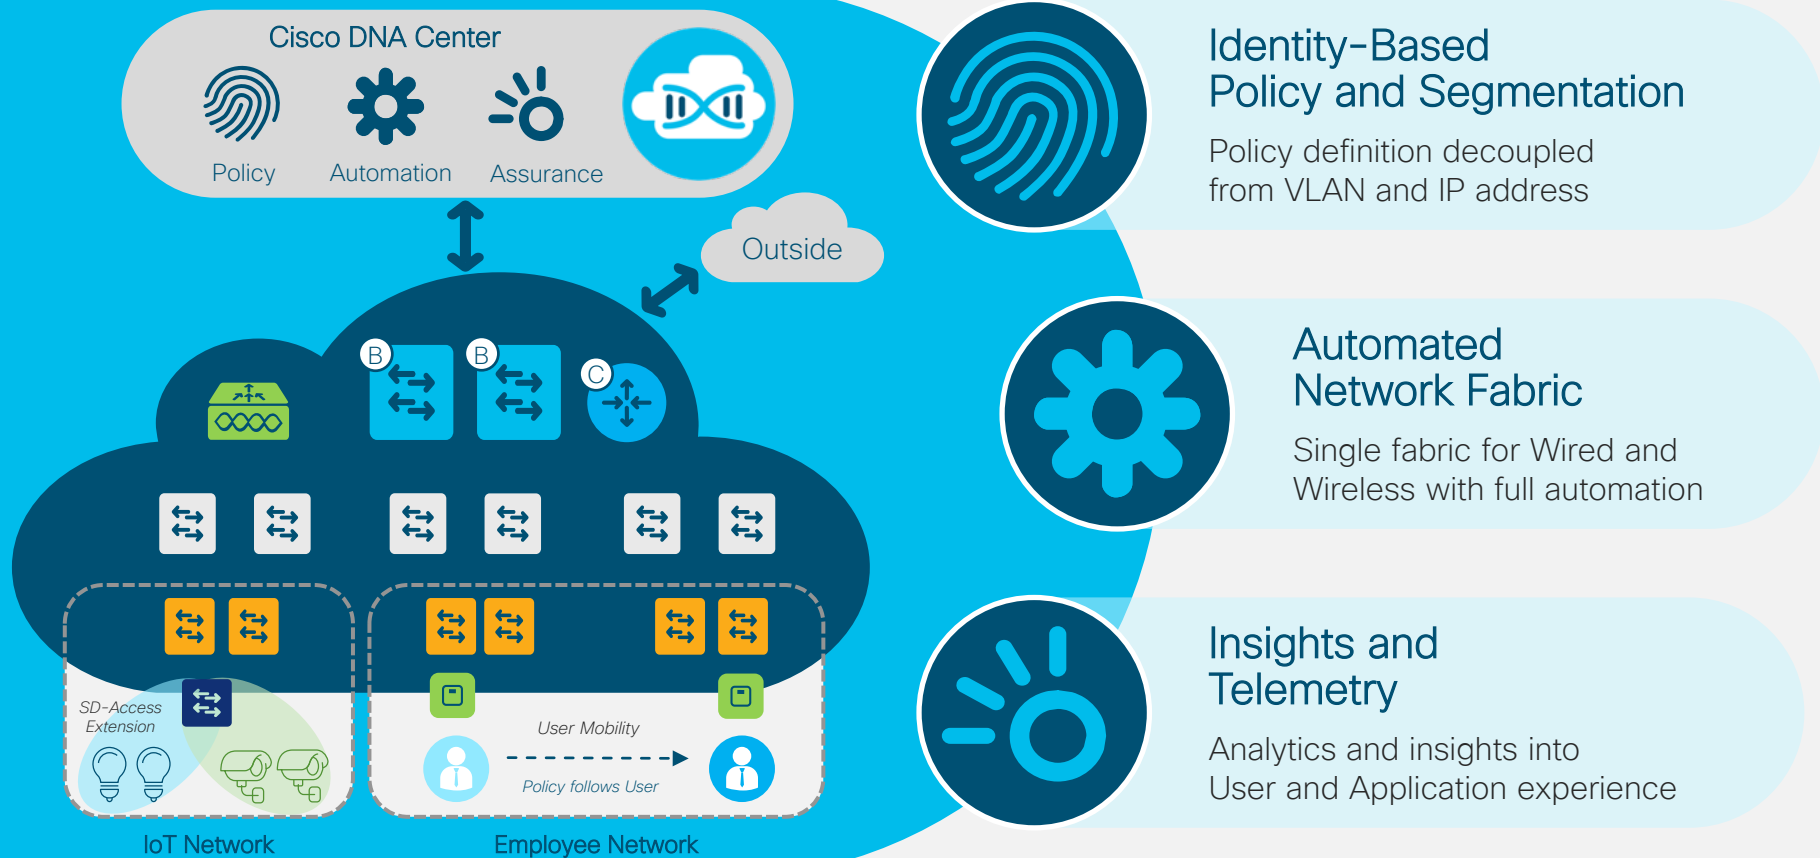 Cisco DNA Center
Policy
Automation
Assurance
Outside
B
B
C
SD-Access
Extension
User Mobility
Policy follows User
IoT Network
Employee Network
Identity-Based
Policy and Segmentation
Policy definition decoupled
from VLAN and IP address
Automated
Network Fabric
Single fabric for Wired and
Wireless with full automation
Insights and
Telemetry
Analytics and insights into
User and Application experience